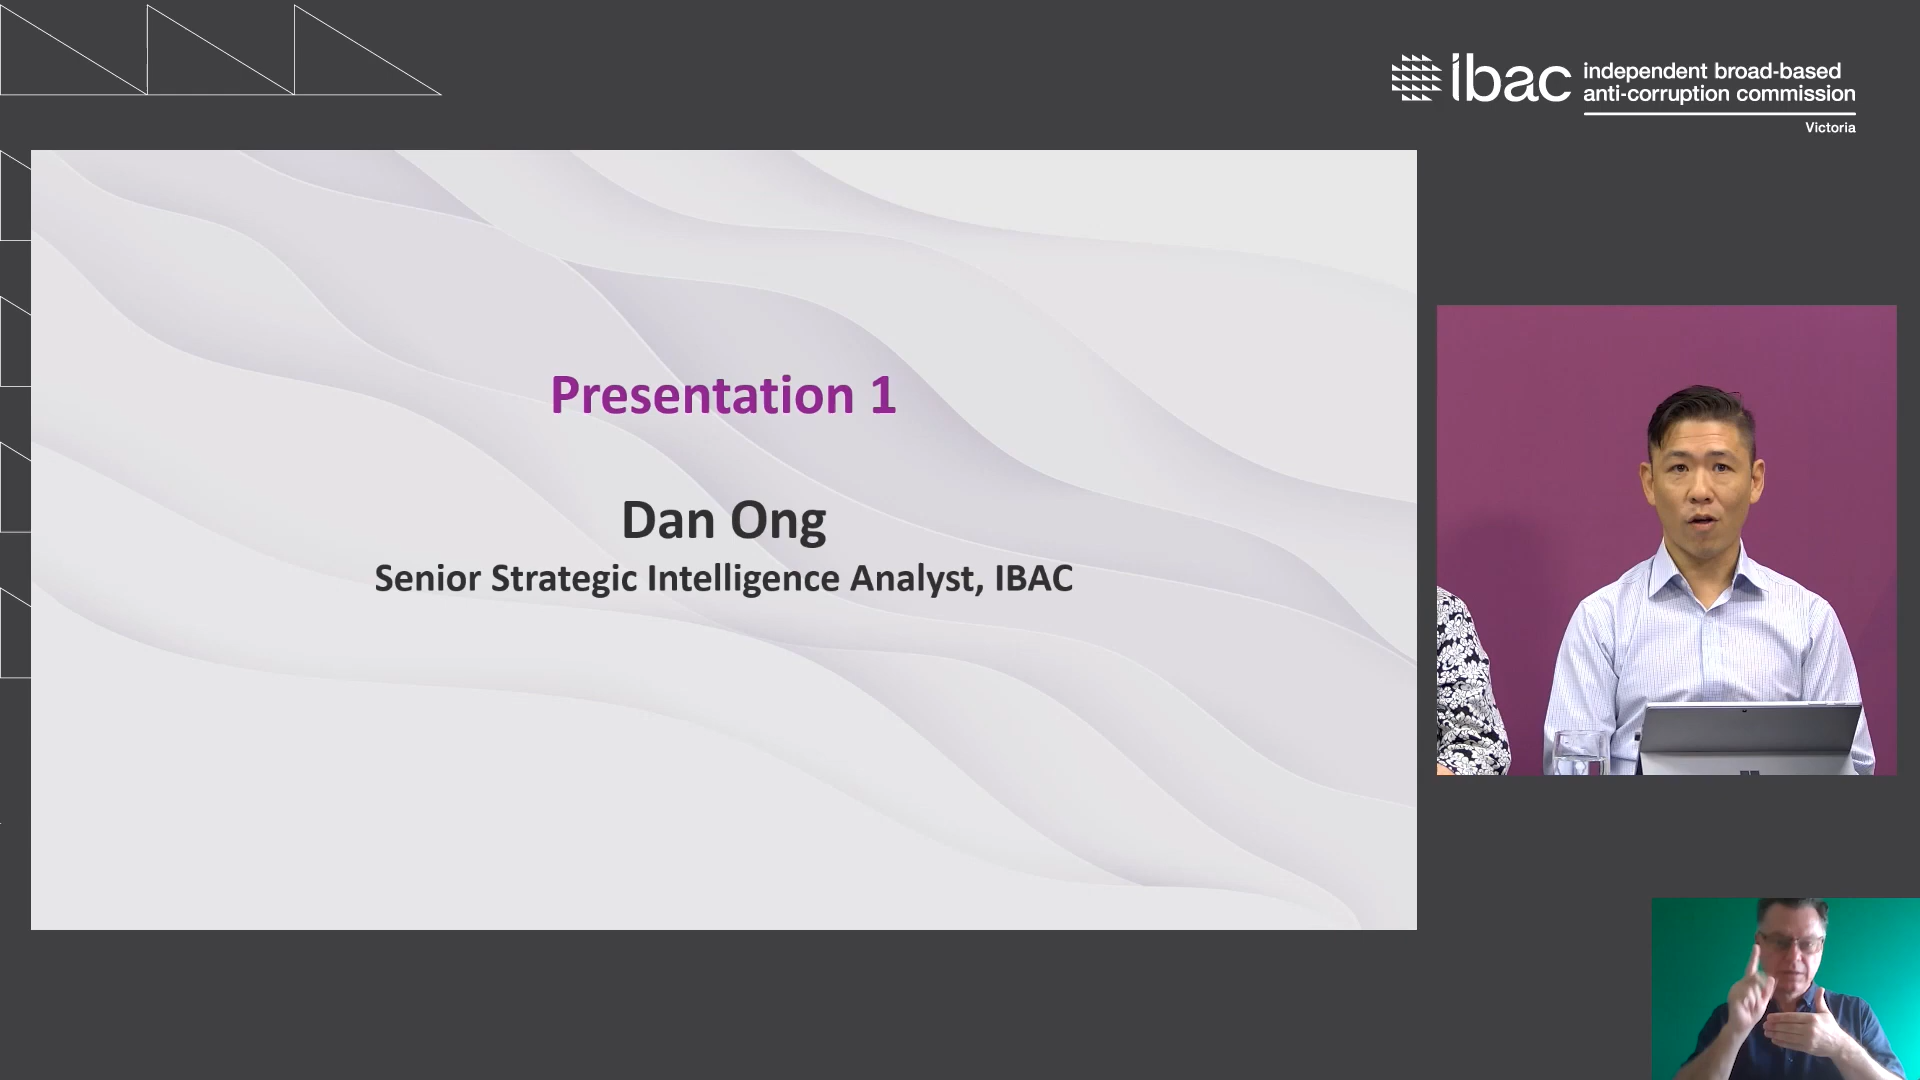 ibac
independent broad-based
anti-corruption commission
Victoria
Presentation 1
Dan Ong
Senior Strategic Intelligence Analyst, IBAC